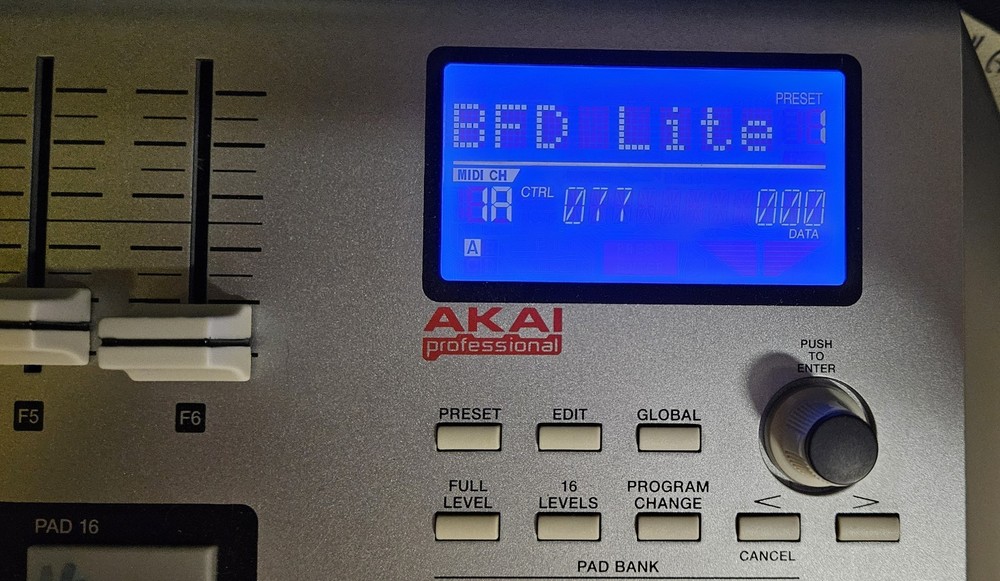 PRESET
BFD Lite 1
MIDI CH
1A CTRL 077 000
DATA
A
AKAI
professional
PUSH
TO
ENTER
F5 F6
PRESET EDIT GLOBAL
FULL
LEVEL
16
LEVELS
PROGRAM
CHANGE
< >
CANCEL
PAD 16
PAD BANK